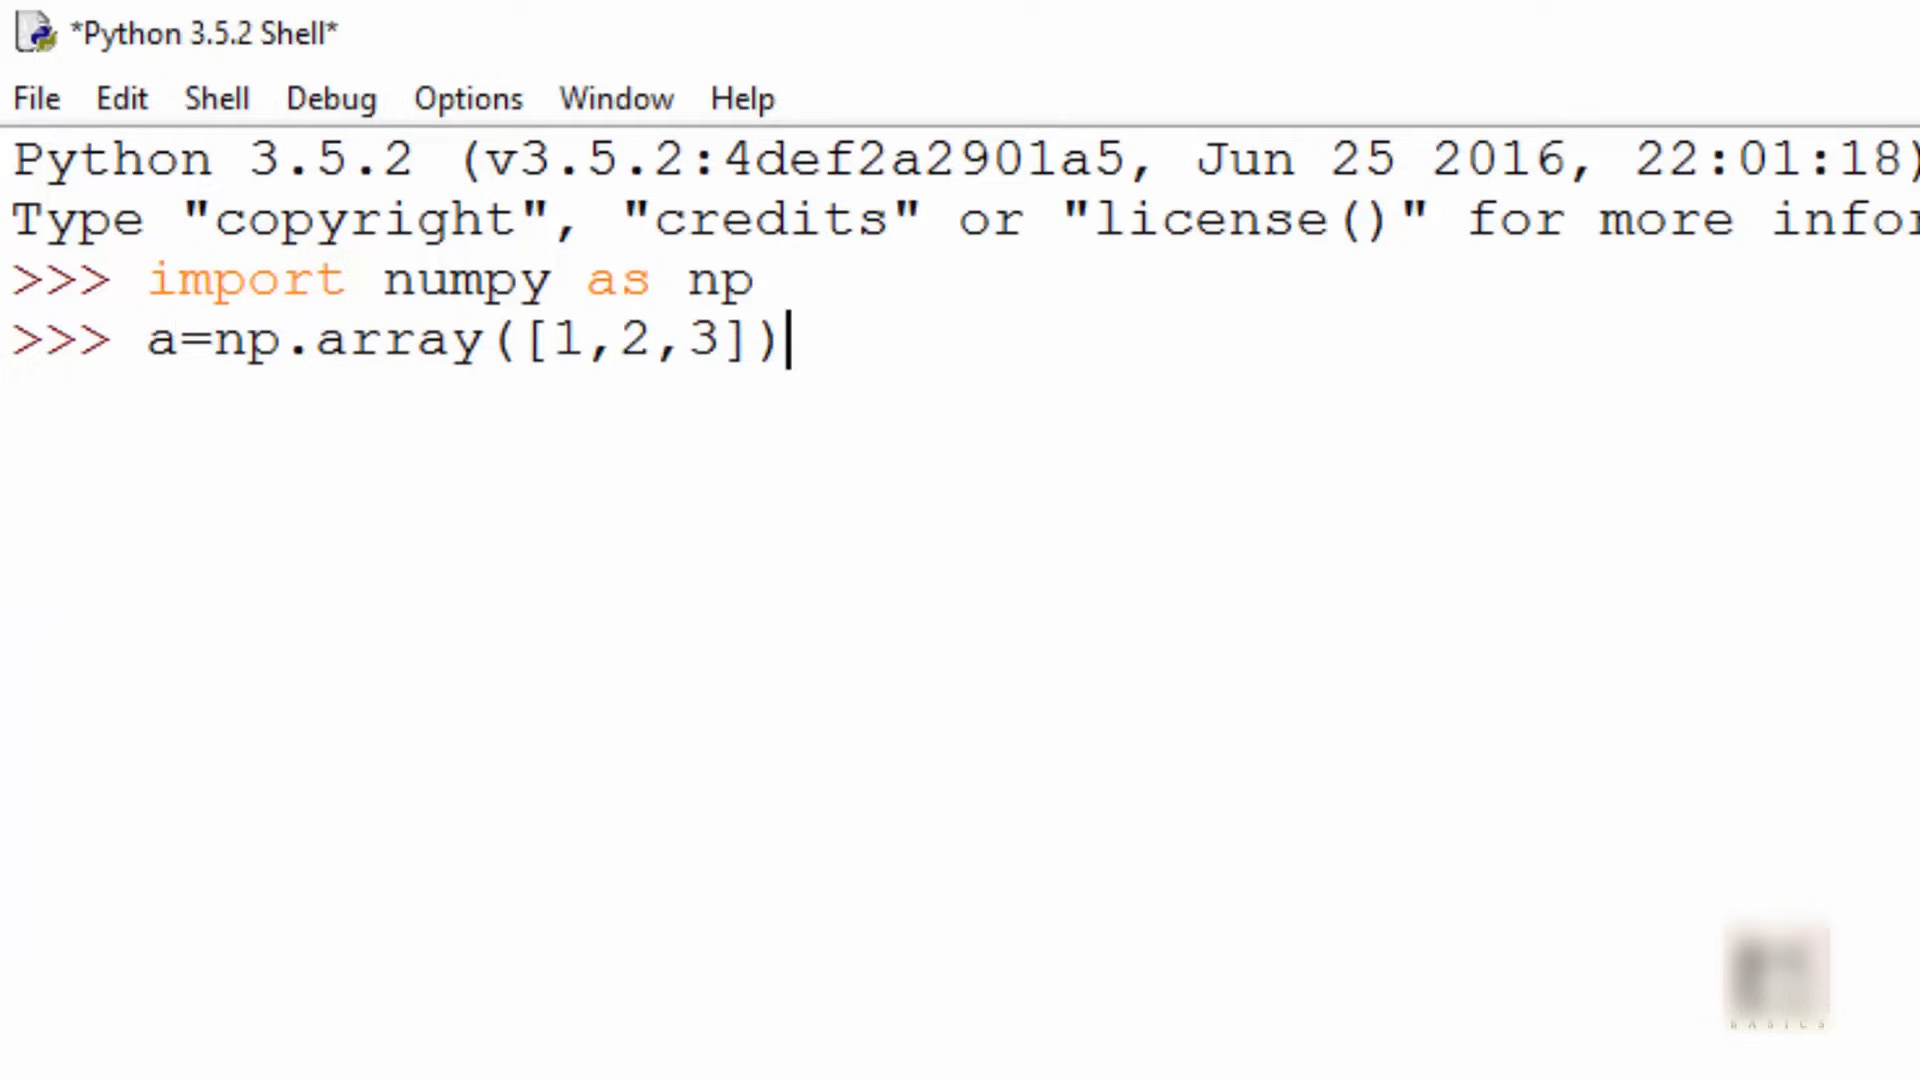 *Python 3.5.2 Shell*
File Edit Shell Debug Options Window Help
Python 3.5.2 (v3.5.2:4def2a2901a5, Jun 25 2016, 22:01:18)
Type "copyright", "credits" or "license()" for more infor
>>> import numpy as np
>>> a=np.array([1,2,3])
BASICS